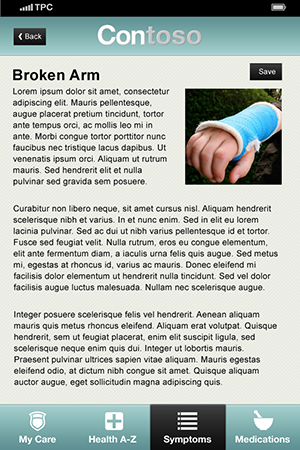 TPC
Back
Contoso
Broken Arm
Save
Lorem ipsum dolor sit amet, consectetur
adipiscing elit. Mauris pellentesque,
augue placerat pretium tincidunt, tortor
ante tempus orci, ac mollis leo mi in
ante. Morbi congue tortor porttitor nunc
faucibus nec tristique lacus dapibus. Ut
venenatis ipsum orci. Aliquam ut rutrum
mauris. Sed hendrerit elit et nulla
pulvinar sed gravida sem posuere.
Curabitur non libero neque, sit amet cursus nisl. Aliquam hendrerit
scelerisque nibh et varius. In et nunc enim. Sed in elit eu lorem
lacinia pulvinar. Sed ac dui ut nibh varius pellentesque id et tortor.
Fusce sed feugiat velit. Nulla rutrum, eros eu congue elementum,
elit ante fermentum diam, a iaculis urna felis quis augue. Sed metus
mi, egestas at rhoncus id, varius ac mauris. Donec eleifend mi
facilisis dolor elementum ut hendrerit nulla tincidunt. Sed vel dolor
facilisis augue luctus malesuada. Nullam nec scelerisque augue.
Integer posuere scelerisque felis vel hendrerit. Aenean aliquam
mauris quis metus rhoncus eleifend. Aliquam erat volutpat. Quisque
hendrerit, sem ut feugiat placerat, enim elit suscipit ligula, sed
scelerisque neque enim quis dui. Integer ut lobortis mauris.
Praesent pulvinar ultrices sapien vitae aliquam. Mauris egestas
eleifend odio, at dictum nibh congue sit amet. Quisque aliquam
auctor augue, eget sollicitudin magna adipiscing quis.
My Care
Health A-Z
Symptoms
Medications